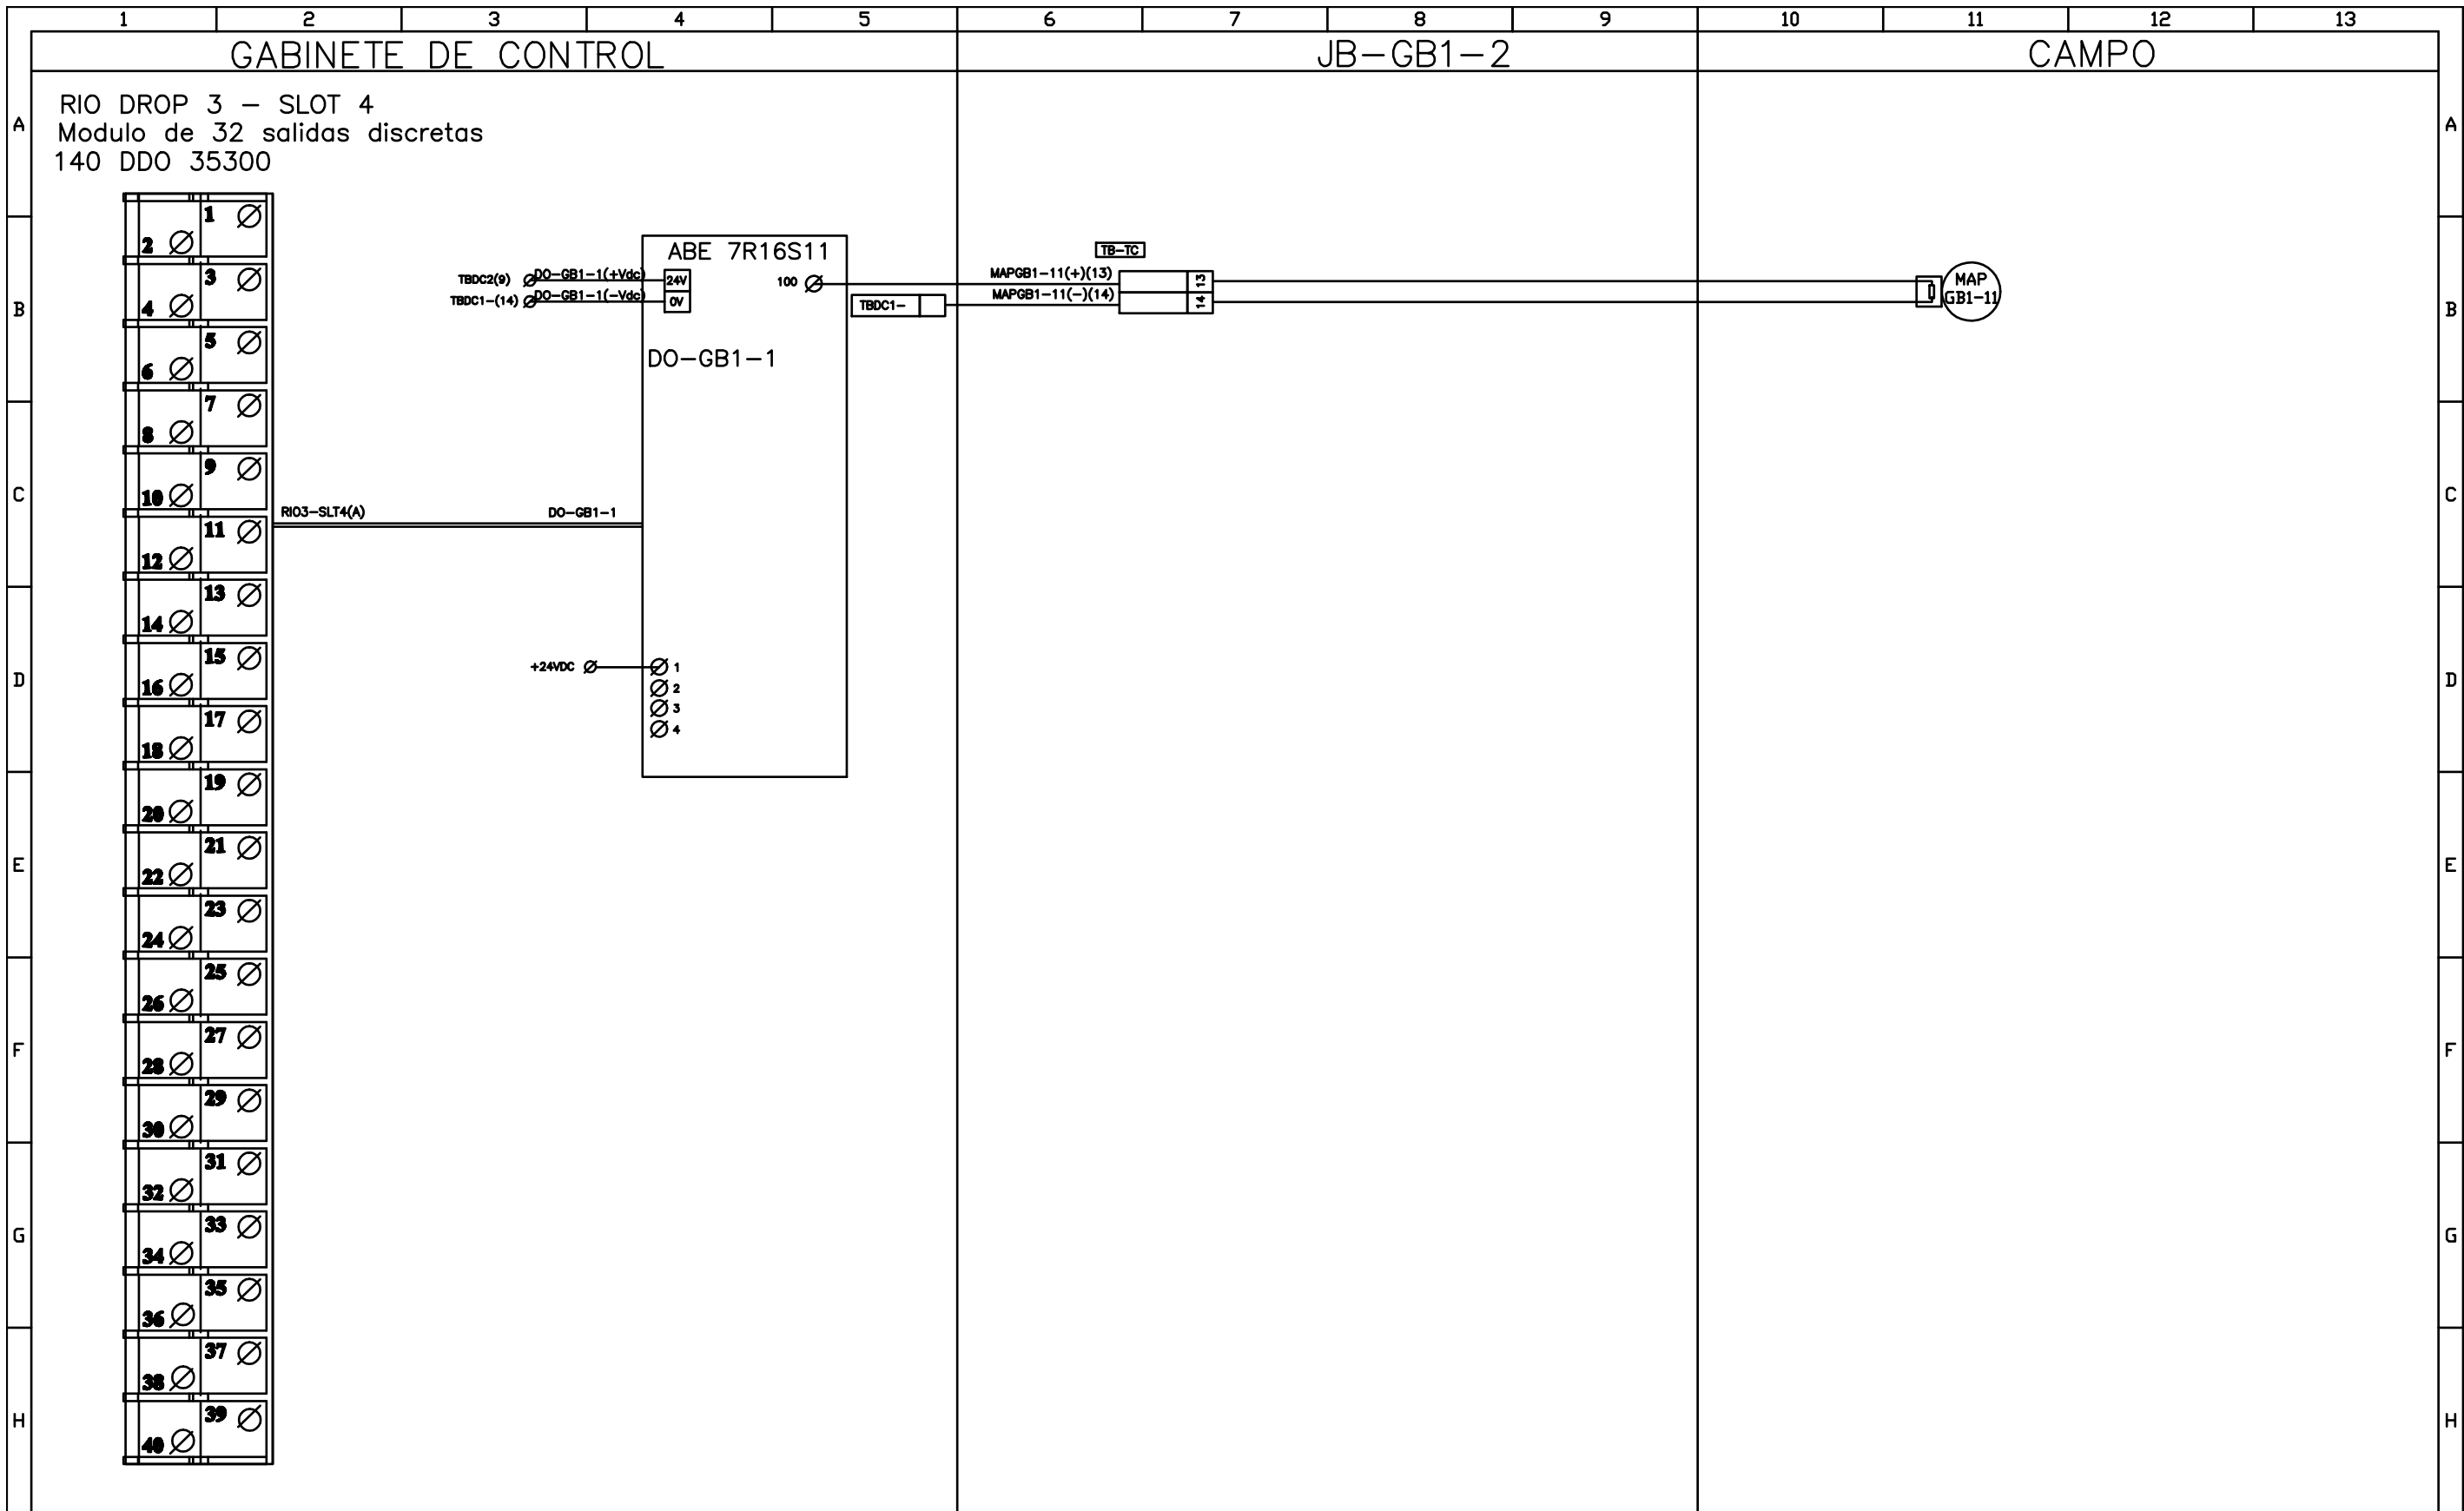 1 2 3 4 5 6 7 8 9 10 11 12 13
GABINETE DE CONTROL
JB-GB1-2
CAMPO
A
A
RIO DROP 3 - SLOT 4
Modulo de 32 salidas discretas
140 DDO 35300
1
2
3
4
5
6
7
8
9
10
11
12
13
14
15
16
17
18
19
20
21
22
23
24
25
26
27
28
29
30
31
32
33
34
35
36
37
38
39
40
RIO3-SLT4(A)
DO-GB1-1
ABE 7R16S11
TBDC2(9)
DO-GB1-1(+Vdc)
24V
TBDC1-(14)
DO-GB1-1(-Vdc)
0V
100
TBDC1-
DO-GB1-1
+24VDC
1
2
3
4
TB-TC
MAPGB1-11(+)(13)
13
MAPGB1-11(-)(14)
14
MAP
GB1-11
B
B
C
C
D
D
E
E
F
F
G
G
H
H